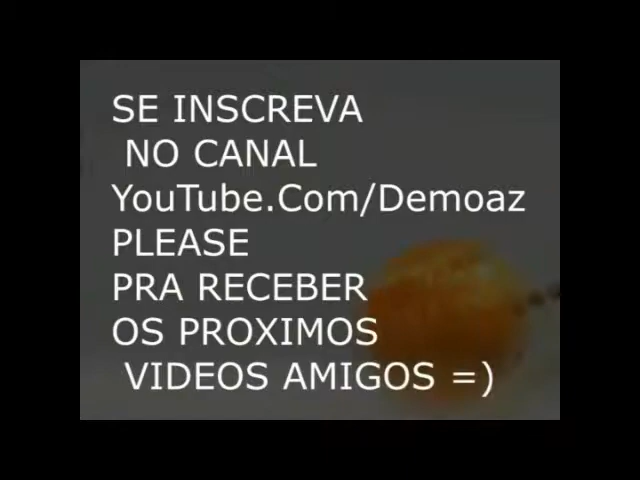 SE INSCREVA
NO CANAL
YouTube.Com/Demoaz
PLEASE
PRA RECEBER
OS PROXIMOS
VIDEOS AMIGOS =)